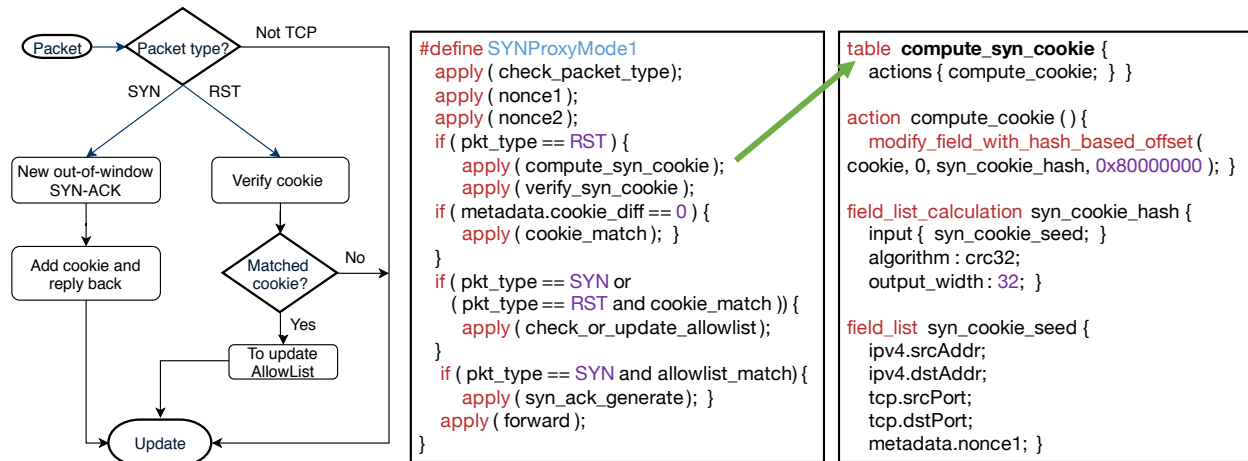 Packet
Packet type?
Not TCP
SYN
RST
New out-of-window
SYN-ACK
Verify cookie
Add cookie and
reply back
Matched
cookie?
No
Yes
To update
AllowList
Update
#define SYNProxyMode1
apply ( check_packet_type);
apply ( nonce1 );
apply ( nonce2 );
if ( pkt_type == RST ) {
apply ( compute_syn_cookie );
apply ( verify_syn_cookie );
if ( metadata.cookie_diff == 0 ) {
apply ( cookie_match ); }
}
if ( pkt_type == SYN or
( pkt_type == RST and cookie_match )) {
apply ( check_or_update_allowlist );
}
if ( pkt_type == SYN and allowlist_match) {
apply ( syn_ack_generate ); }
apply ( forward );
}
table compute_syn_cookie {
actions { compute_cookie; } }
action compute_cookie ( ) {
modify_field_with_hash_based_offset (
cookie, 0, syn_cookie_hash, 0x80000000 ); }
field_list_calculation syn_cookie_hash {
input { syn_cookie_seed; }
algorithm : crc32;
output_width : 32; }
field_list syn_cookie_seed {
ipv4.srcAddr;
ipv4.dstAddr;
tcp.srcPort;
tcp.dstPort;
metadata.nonce1; }